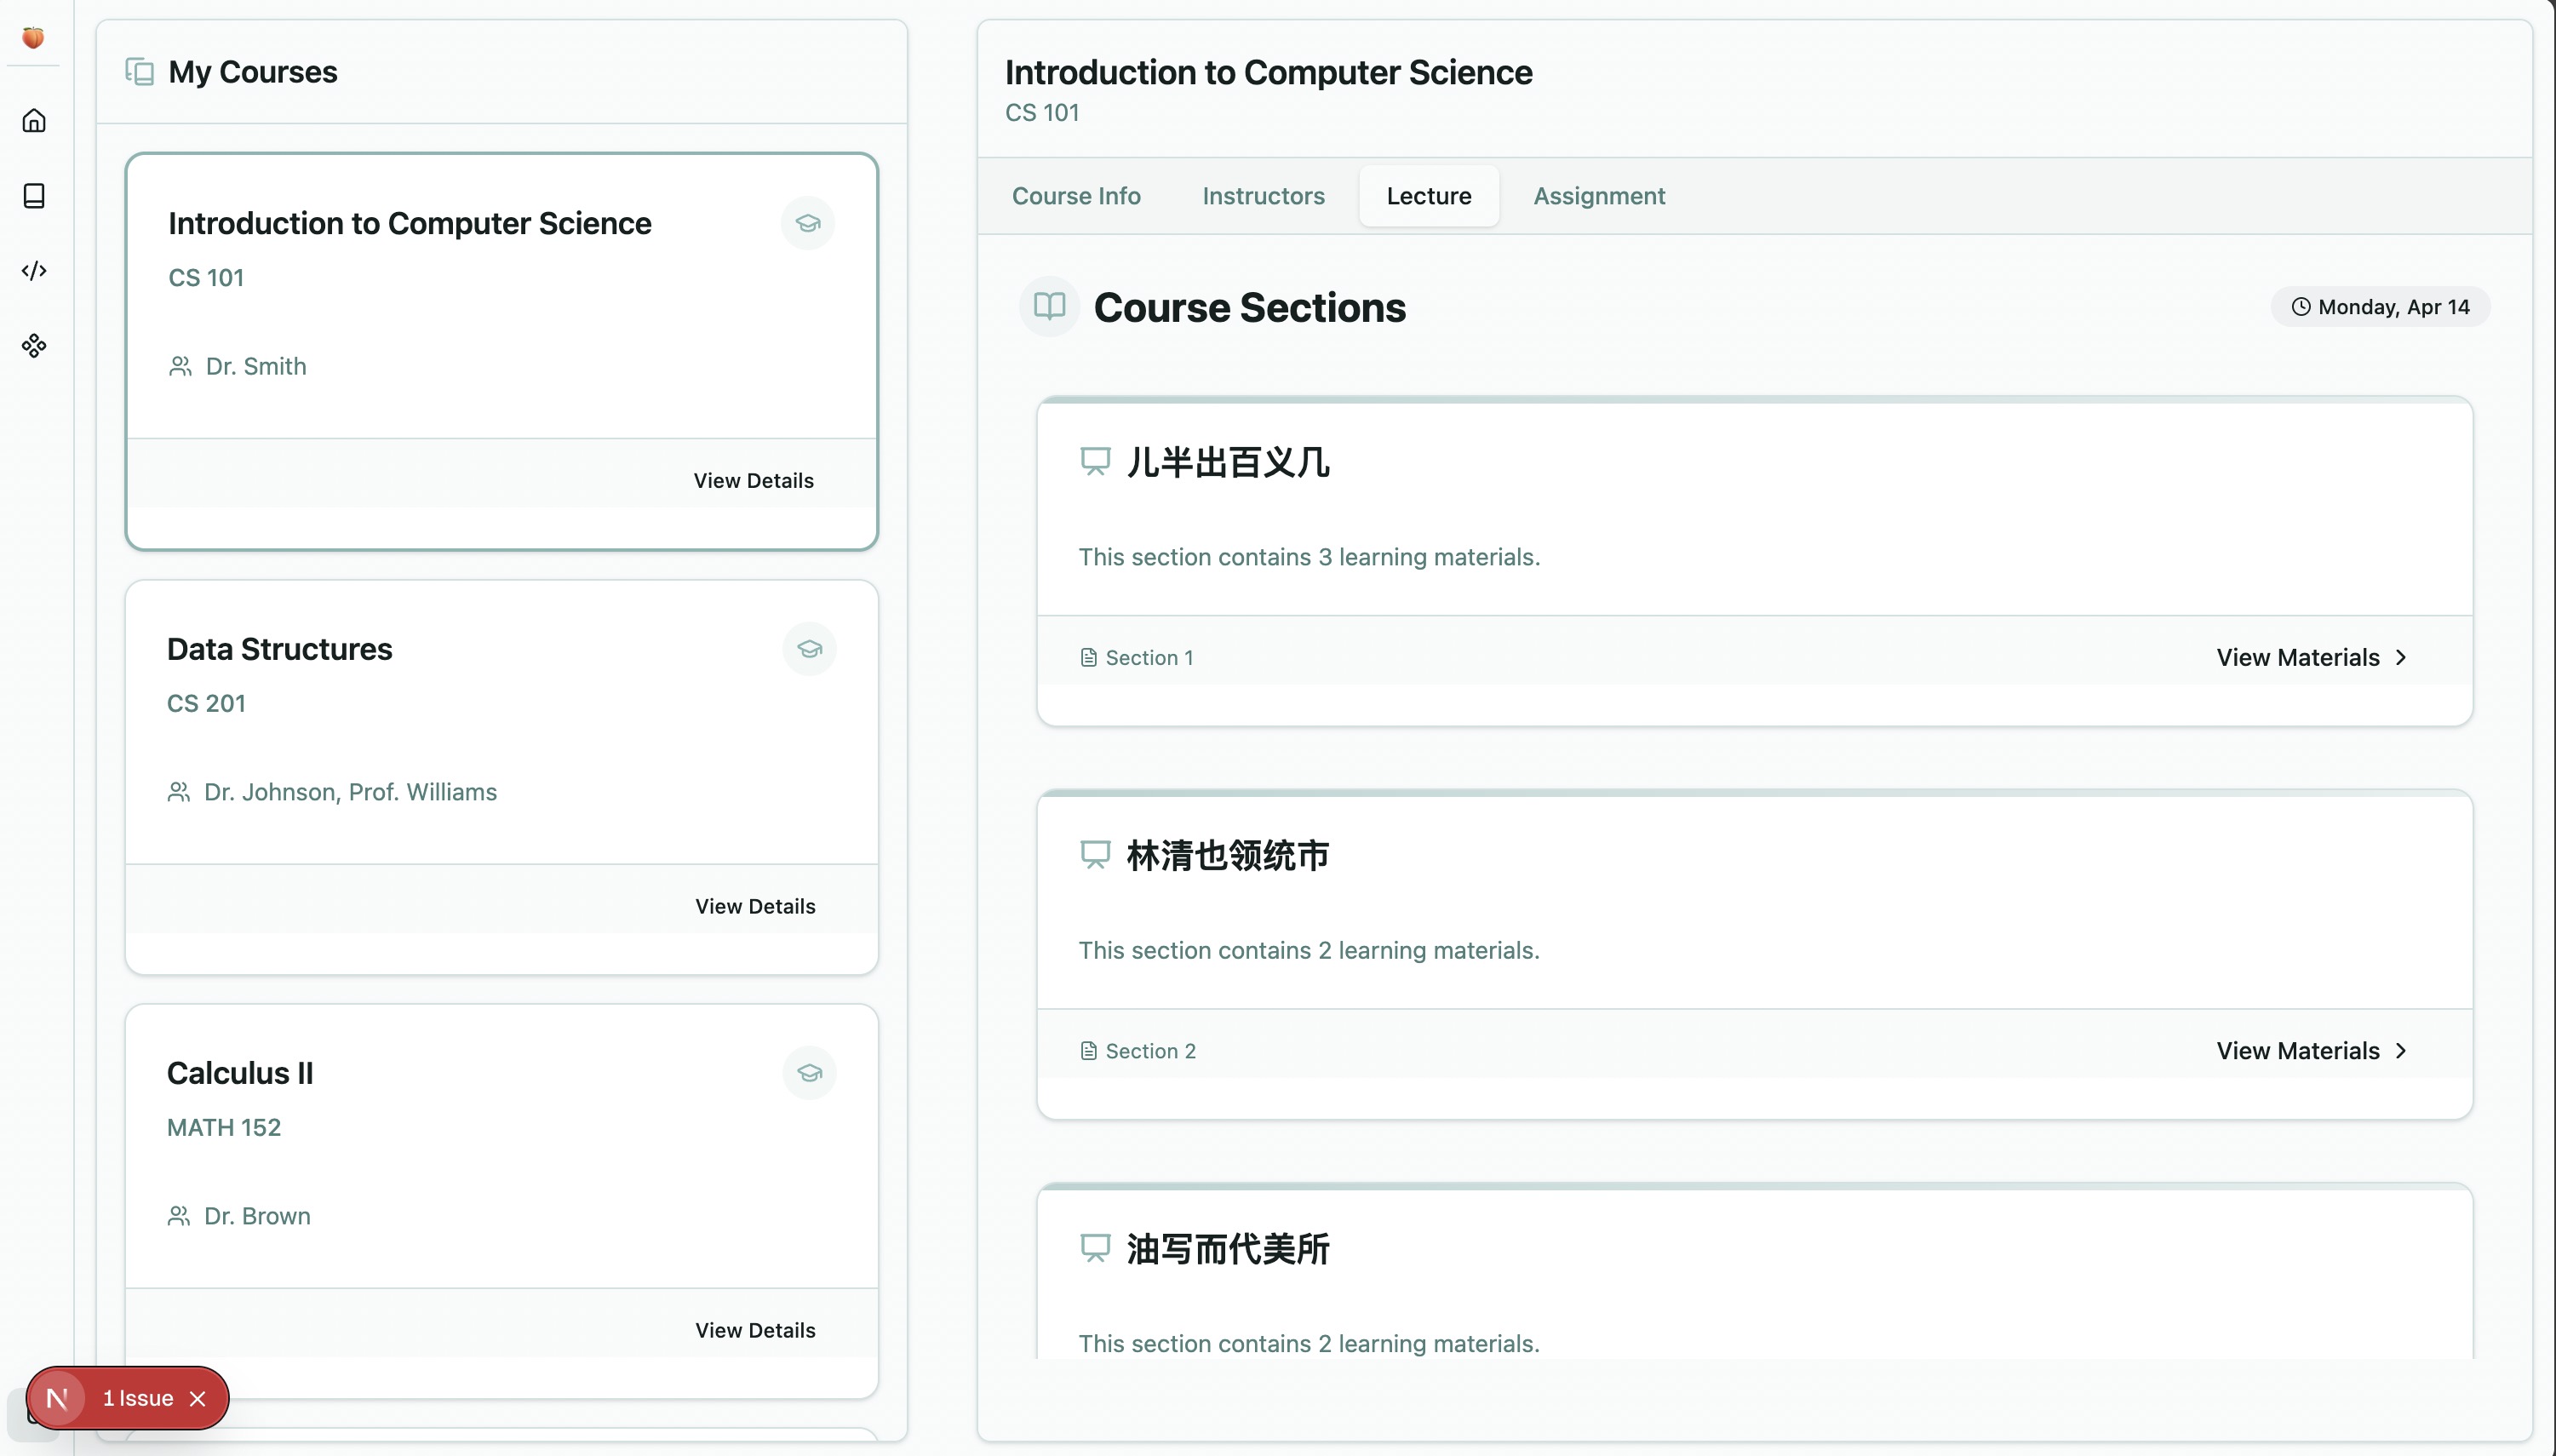 My Courses
Introduction to Computer Science
CS 101
Dr. Smith
View Details
Data Structures
CS 201
Dr. Johnson, Prof. Williams
View Details
Calculus II
MATH 152
Dr. Brown
View Details
1 Issue
Introduction to Computer Science
CS 101
Course Info
Instructors
Lecture
Assignment
Course Sections
Monday, Apr 14
儿半出百义几
This section contains 3 learning materials.
Section 1
View Materials
林清也领统市
This section contains 2 learning materials.
Section 2
View Materials
油写而代美所
This section contains 2 learning materials.